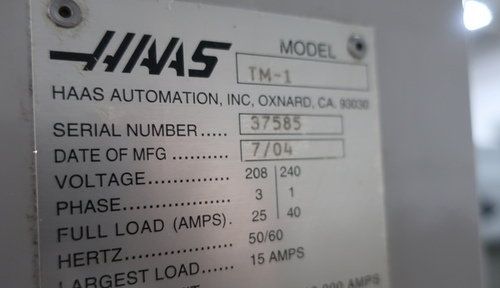 HAAS
MODEL TM-1
HAAS AUTOMATION, INC, OXNARD, CA. 93030
SERIAL NUMBER ..... 37585
DATE OF MFG .......... 7/04
VOLTAGE............... 208 240
PHASE.................... 3 1
FULL LOAD (AMPS) 25 40
HERTZ................... 50/60
LARGEST LOAD..... 15 AMPS
AMPS